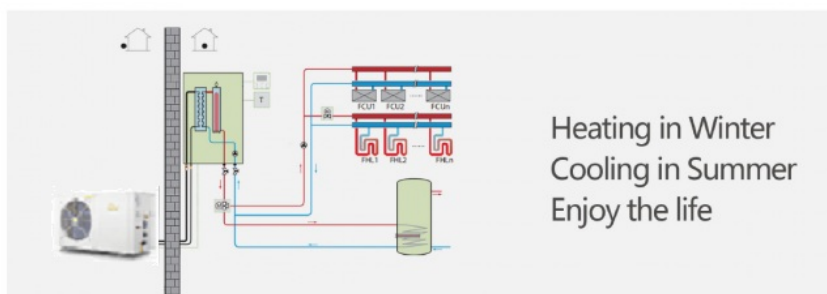 T
FCU1 FCU2 FCUn
FHL1 FHL2 FHLn
Heating in Winter
Cooling in Summer
Enjoy the life